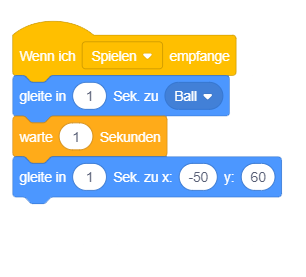 Wenn ich Spielen empfange
gleite in 1 Sek. zu Ball
warte 1 Sekunden
gleite in 1 Sek. zu x: -50 y: 60